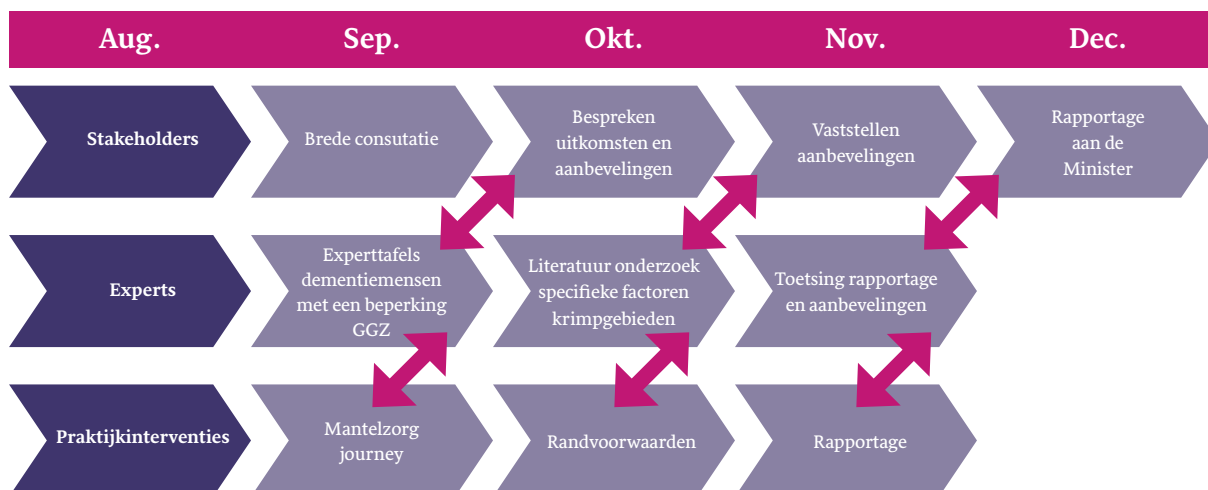 Aug. Sep. Okt. Nov. Dec.
Stakeholders
Brede consutatie
Bespreken
uitkomsten en
aanbevelingen
Vaststellen
aanbevelingen
Rapportage
aan de
Minister
Experts
Experttafels
dementiemensen
met een beperking
GGZ
Literatuur onderzoek
specifieke factoren
krimpgebieden
Toetsing rapportage
en aanbevelingen
Praktijkinterventies
Mantelzorg
journey
Randvoorwaarden
Rapportage